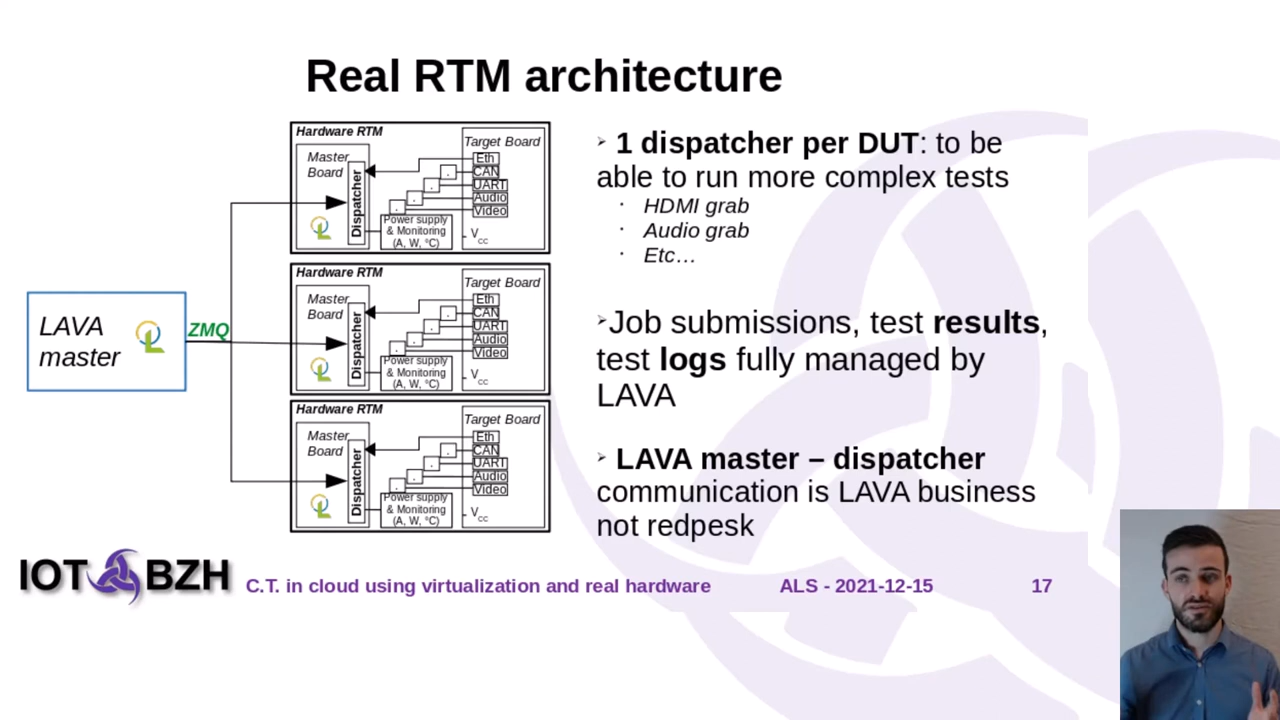 Real RTM architecture
Hardware RTM
Master
Board
Dispatcher
Target Board
Eth
CAN
UART
Audio
Video
Power supply
& Monitoring
(A, W, °C)
Vcc
Hardware RTM
Master
Board
Dispatcher
Target Board
Eth
CAN
UART
Audio
Video
Power supply
& Monitoring
(A, W, °C)
Vcc
Hardware RTM
Master
Board
Dispatcher
Target Board
Eth
CAN
UART
Audio
Video
Power supply
& Monitoring
(A, W, °C)
Vcc
LAVA
master
ZMQ
1 dispatcher per DUT: to be
able to run more complex tests
HDMI grab
Audio grab
Etc…
Job submissions, test results,
test logs fully managed by
LAVA
LAVA master – dispatcher
communication is LAVA business
not redpesk
IOT BZH
C.T. in cloud using virtualization and real hardware
ALS - 2021-12-15
17